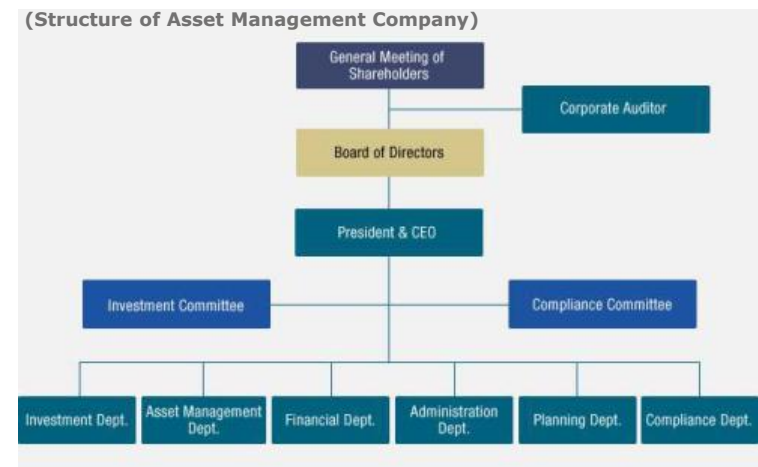 (Structure of Asset Management Company)
General Meeting of
Shareholders
Corporate Auditor
Board of Directors
President & CEO
Investment Committee
Compliance Committee
Investment Dept.
Asset Management
Dept.
Financial Dept.
Administration
Dept.
Planning Dept.
Compliance Dept.